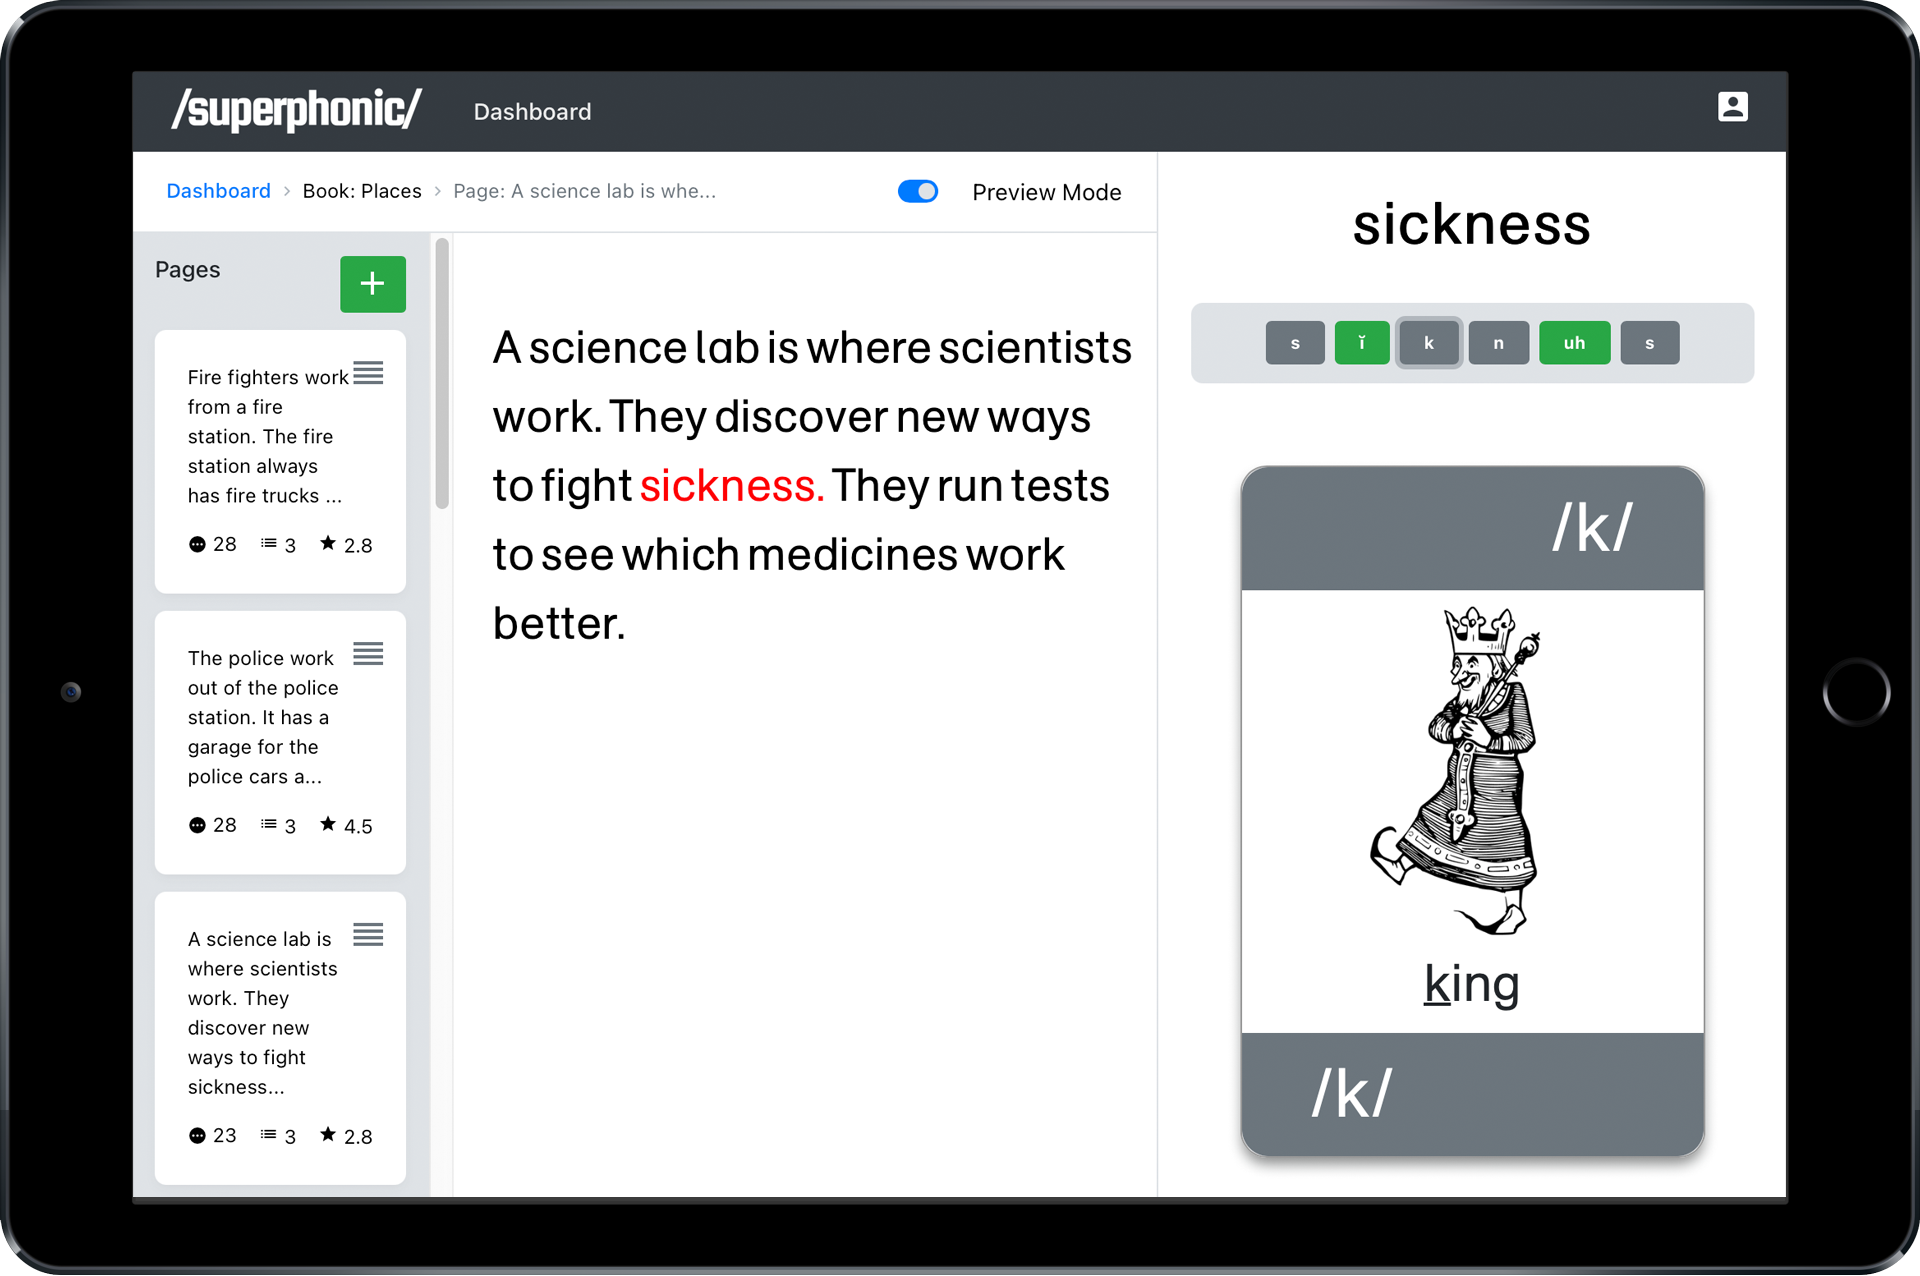 /superphonic/
Dashboard
Dashboard › Book: Places › Page: A science lab is whe...
Preview Mode
Pages
+
Fire fighters work
from a fire
station. The fire
station always
has fire trucks ...
28 3 2.8
The police work
out of the police
station. It has a
garage for the
police cars a...
28 3 4.5
A science lab is
where scientists
work. They
discover new
ways to fight
sickness...
23 3 2.8
A science lab is where scientists
work. They discover new ways
to fight sickness. They run tests
to see which medicines work
better.
sickness
s ĭ k n uh s
/k/
king
/k/